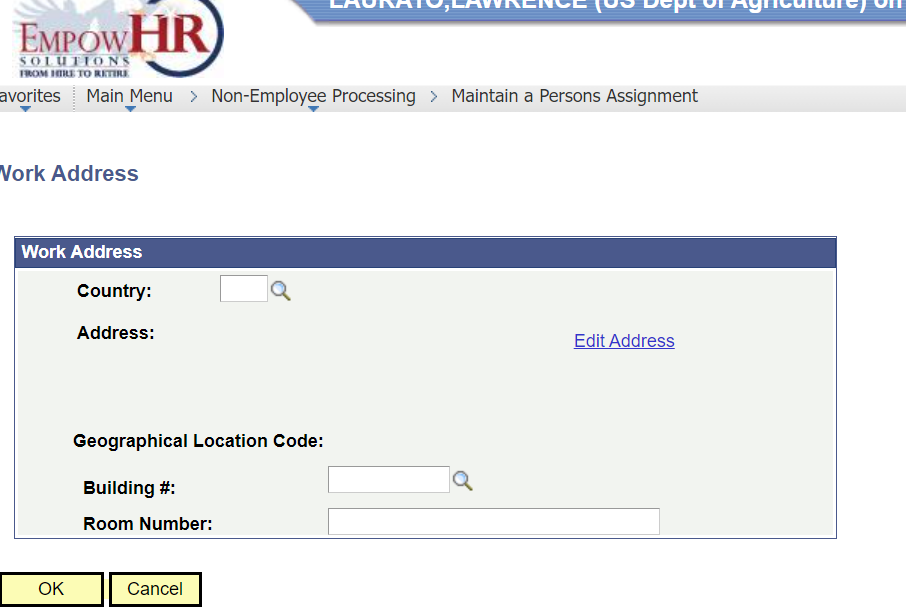 LAURATO,LAWRENCE (US Dept of Agriculture) on
EMPOWHR
SOLUTIONS
FROM HIRE TO RETIRE
avorites Main Menu > Non-Employee Processing > Maintain a Persons Assignment
Work Address
Work Address
Country:
Address:
Edit Address
Geographical Location Code:
Building #:
Room Number:
OK Cancel